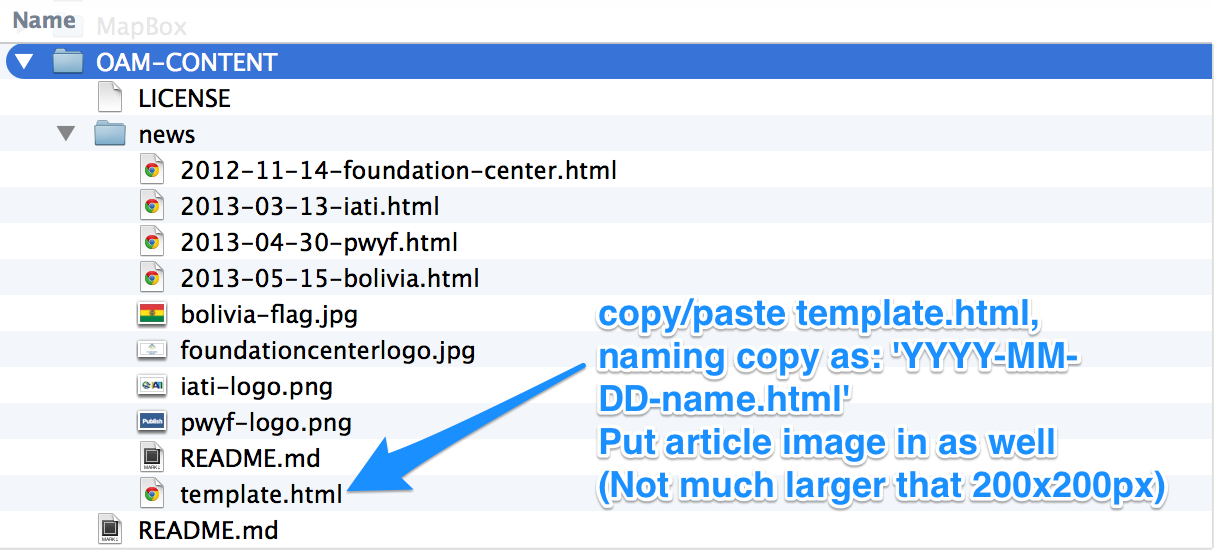 Name
MapBox
OAM-CONTENT
LICENSE
news
2012-11-14-foundation-center.html
2013-03-13-iati.html
2013-04-30-pwyf.html
2013-05-15-bolivia.html
bolivia-flag.jpg
foundationcenterlogo.jpg
iati-logo.png
pwyf-logo.png
README.md
template.html
README.md
copy/paste template.html,
naming copy as: 'YYYY-MM-
DD-name.html'
Put article image in as well
(Not much larger that 200x200px)